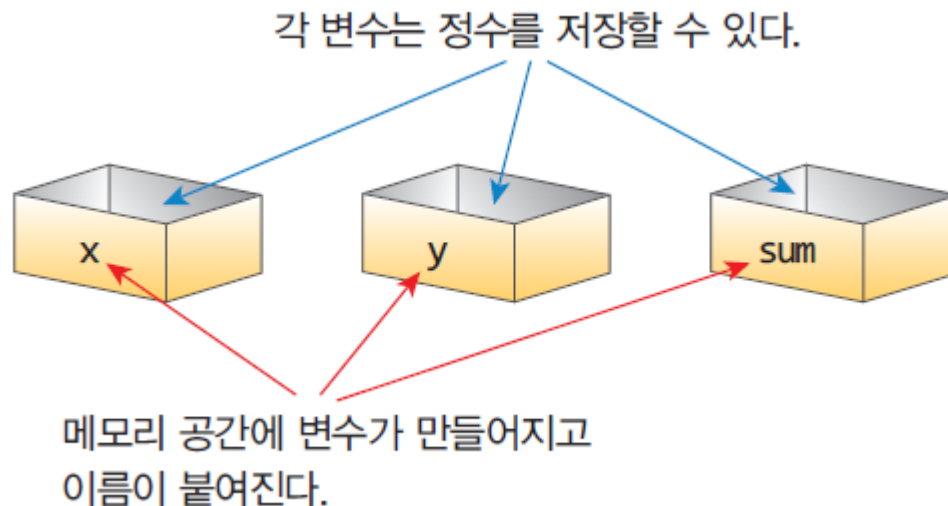 각 변수는 정수를 저장할 수 있다.
x
y
sum
메모리 공간에 변수가 만들어지고
이름이 붙여진다.